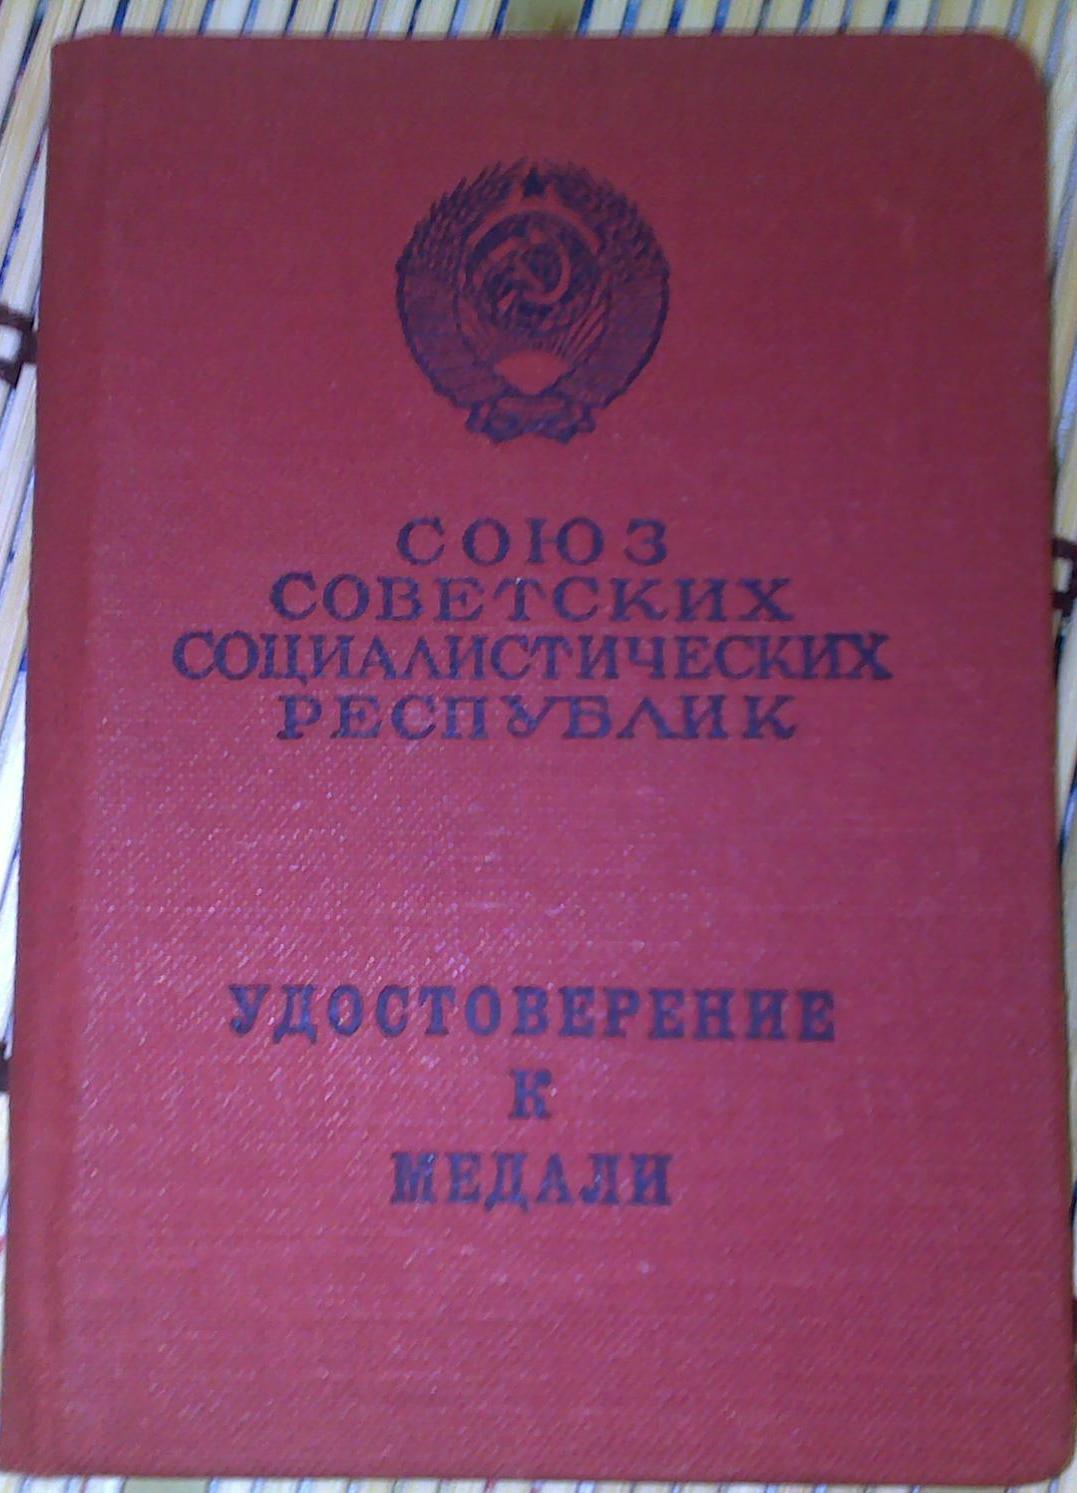 СОЮЗ
СОВЕТСКИХ
СОЦИАЛИСТИЧЕСКИХ
РЕСПУБЛИК
УДОСТОВЕРЕНИЕ
К
МЕДАЛИ